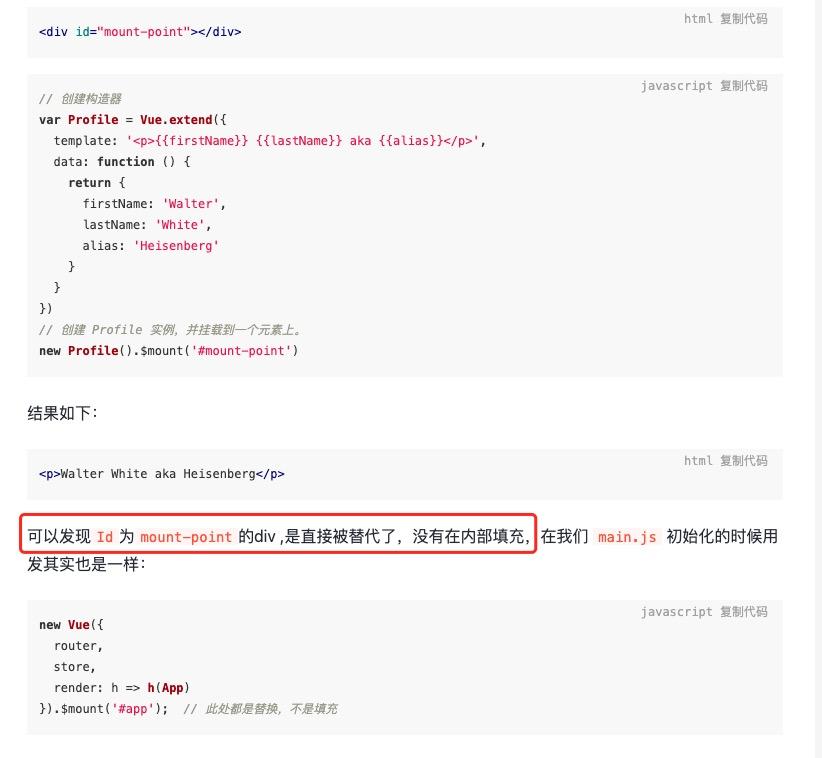 html 复制代码
<div id="mount-point"></div>
javascript 复制代码
// 创建构造器
var Profile = Vue.extend({
  template: '<p>{{firstName}} {{lastName}} aka {{alias}}</p>',
  data: function () {
    return {
      firstName: 'Walter',
      lastName: 'White',
      alias: 'Heisenberg'
    }
  }
})
// 创建 Profile 实例，并挂载到一个元素上。
new Profile().$mount('#mount-point')
结果如下：
html 复制代码
<p>Walter White aka Heisenberg</p>
可以发现 Id 为 mount-point 的div ,是直接被替代了，没有在内部填充，在我们 main.js 初始化的时候用
发其实也是一样：
javascript 复制代码
new Vue({
  router,
  store,
  render: h => h(App)
}).$mount('#app');  // 此处都是替换，不是填充